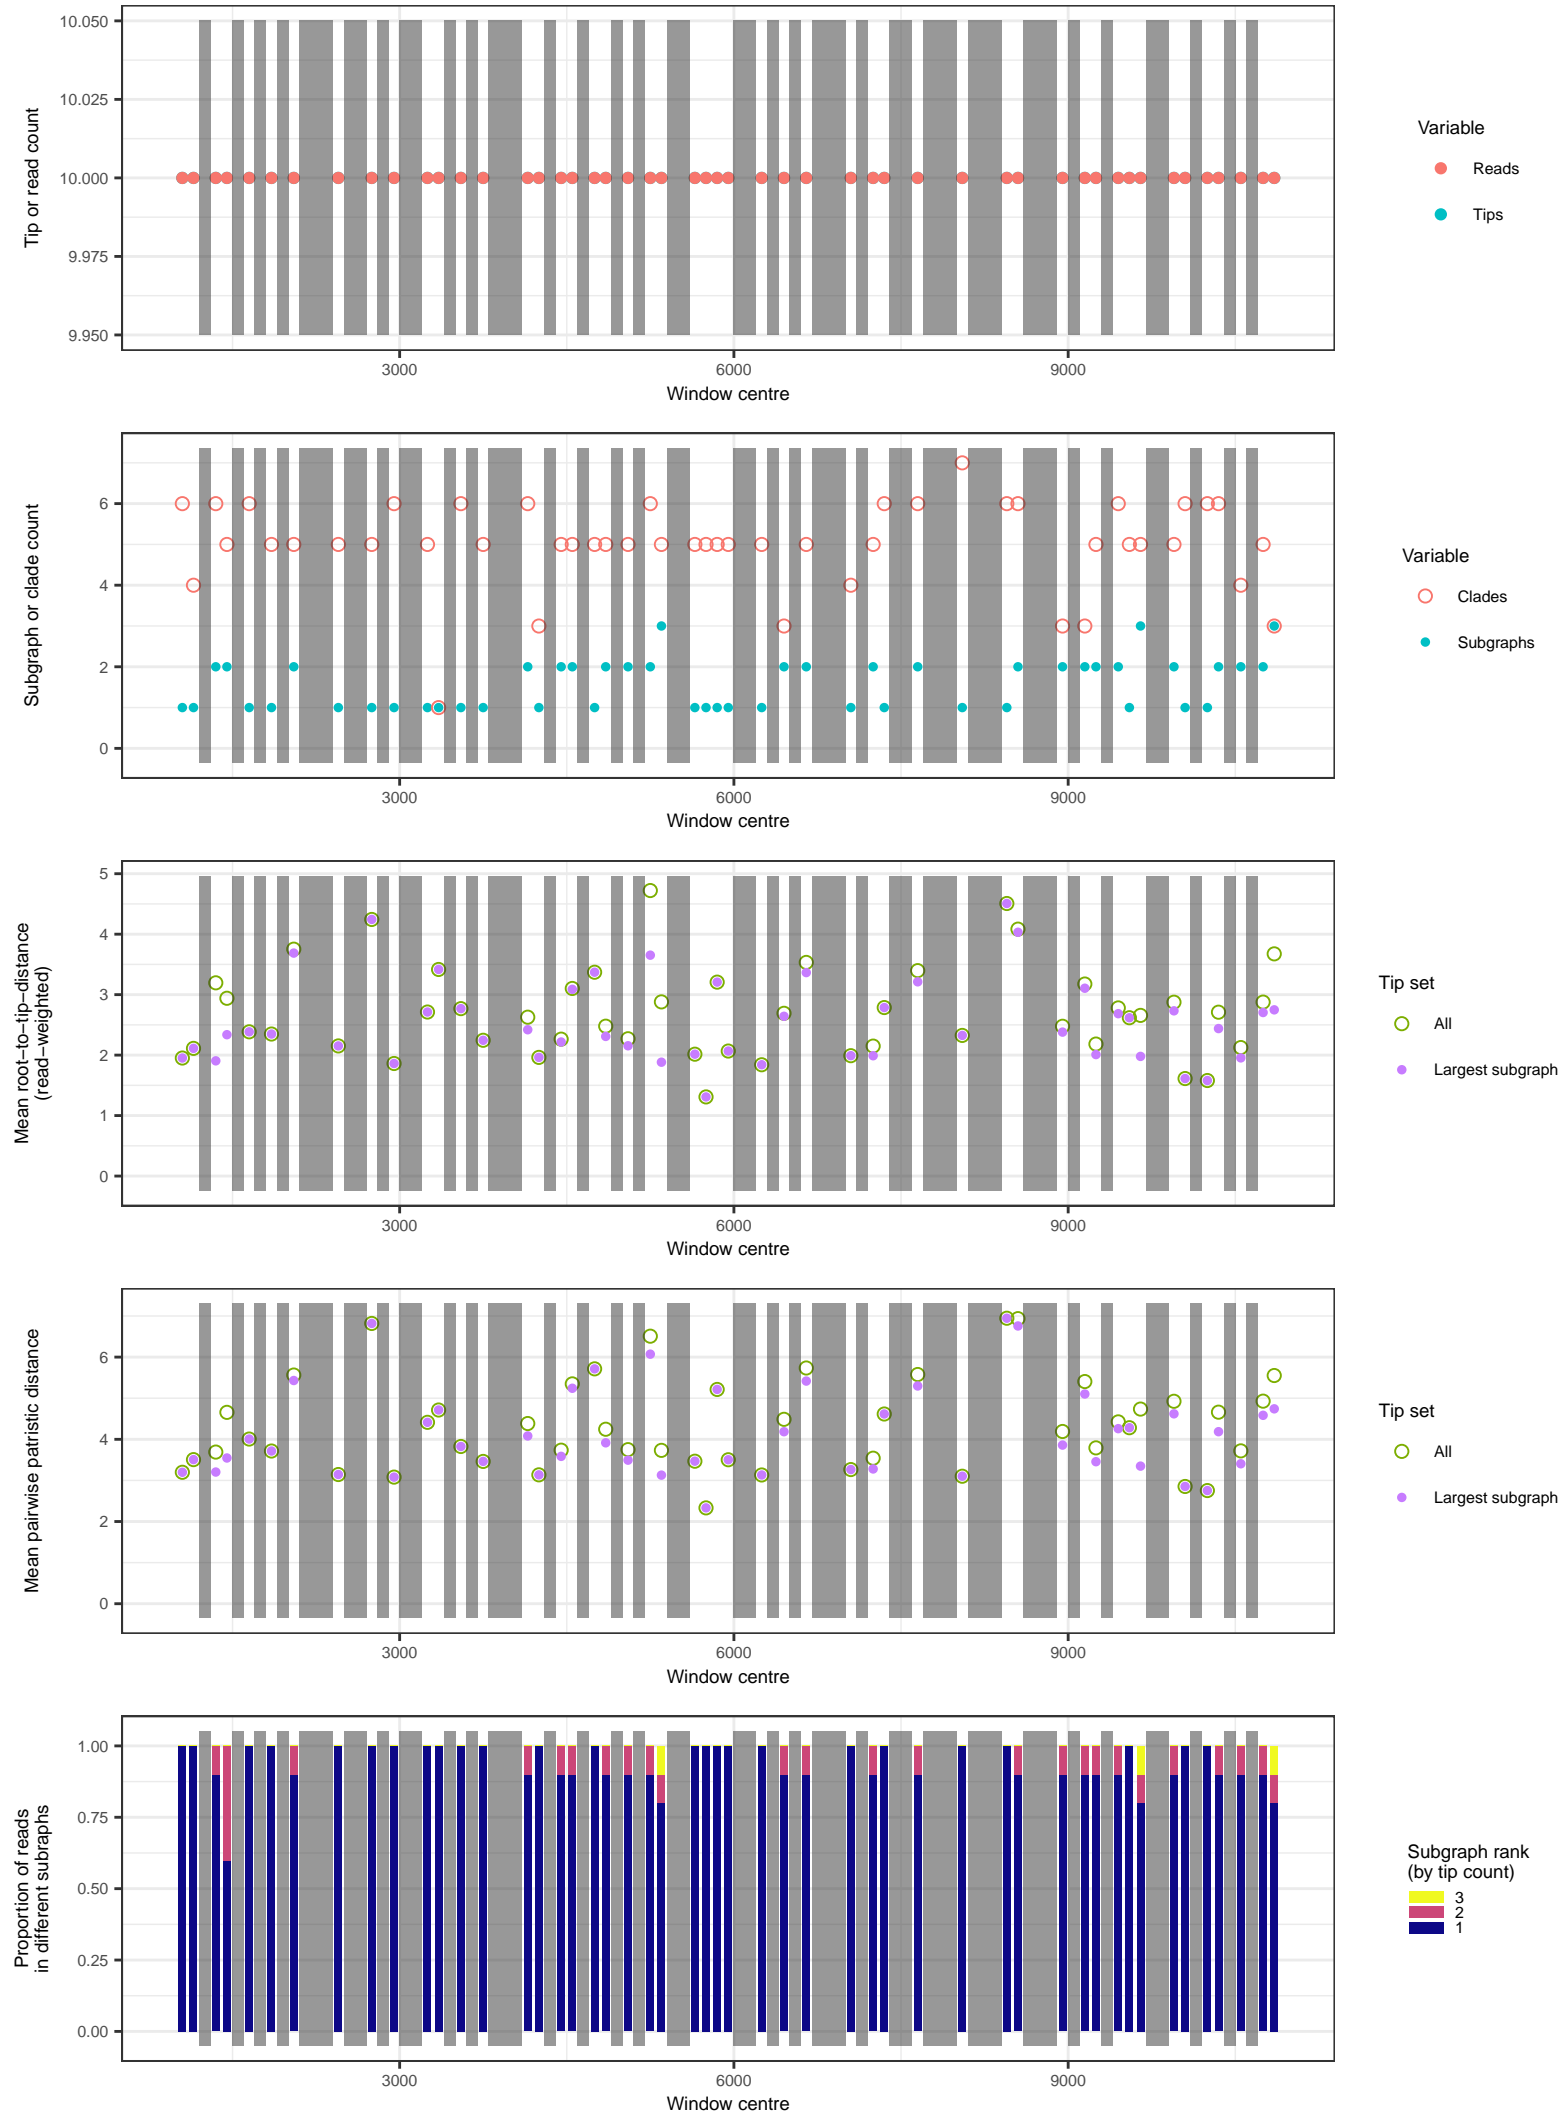 10.050
10.025
10.000
9.975
9.950
Tip or read count
3000
6000
9000
Window centre
Variable
Reads
Tips
6
4
2
0
Subgraph or clade count
3000
6000
9000
Window centre
Variable
Clades
Subgraphs
5
4
3
2
1
0
Mean root−to−tip−distance
(read−weighted)
3000
6000
9000
Window centre
Tip set
All
Largest subgraph
6
4
2
0
Mean pairwise patristic distance
3000
6000
9000
Window centre
Tip set
All
Largest subgraph
1.00
0.75
0.50
0.25
0.00
Proportion of reads
in different subraphs
3000
6000
9000
Window centre
Subgraph rank
(by tip count)
3
2
1